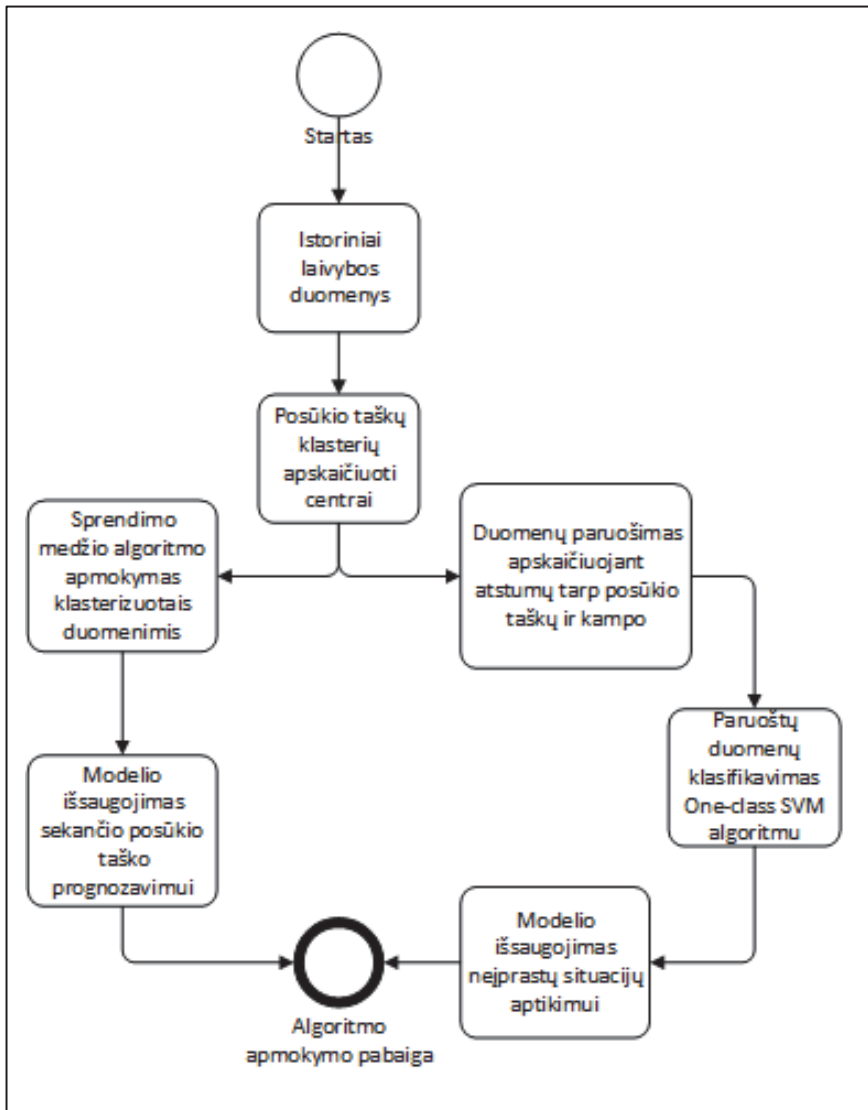 Startas
Istoriniai
laivybos
duomenys
Posūkio taškų
klasterių
apskaičiuoti
centrai
Sprendimo
medžio algoritmo
apmokymas
klasterizuotais
duomenimis
Duomenų paruošimas
apskaičiuojant
atstumų tarp posūkio
taškų ir kampo
Modelio
išsaugojimas
sekančio posūkio
taško
prognozavimui
Paruoštų
duomenų
klasifikavimas
One-class SVM
algoritmu
Modelio
išsaugojimas
neįprastų situacijų
aptikimui
Algoritmo
apmokymo pabaiga